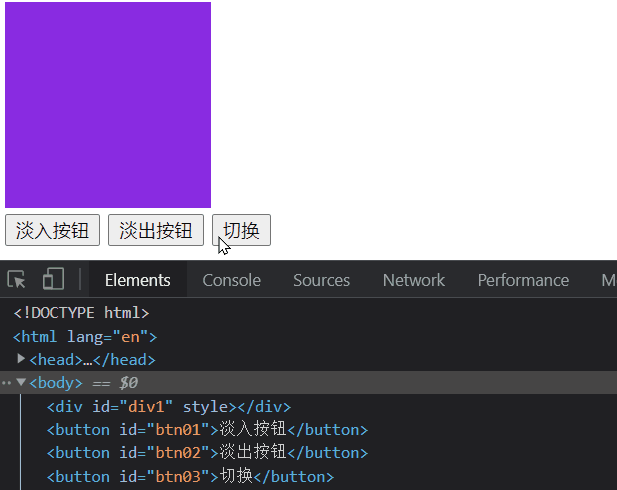 淡入按钮 淡出按钮 切换
Elements Console Sources Network Performance M
<!DOCTYPE html>
<html lang="en">
<head>…</head>
<body> == $0
<div id="div1" style></div>
<button id="btn01">淡入按钮</button>
<button id="btn02">淡出按钮</button>
<button id="btn03">切换</button>